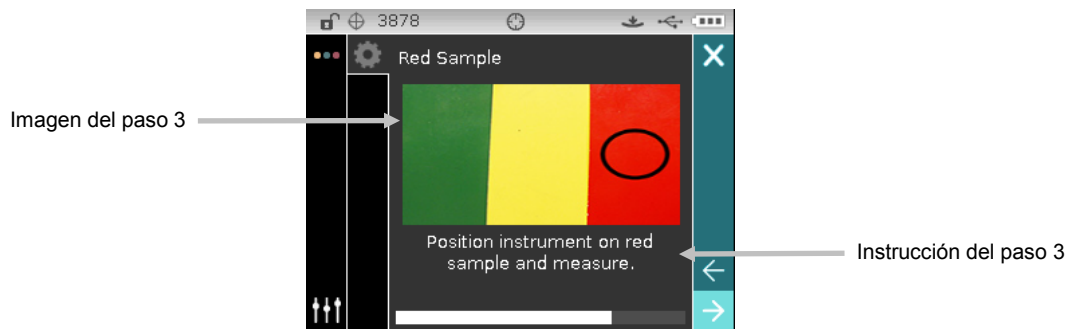 3878
Red Sample
Imagen del paso 3
Position instrument on red
sample and measure.
Instrucción del paso 3